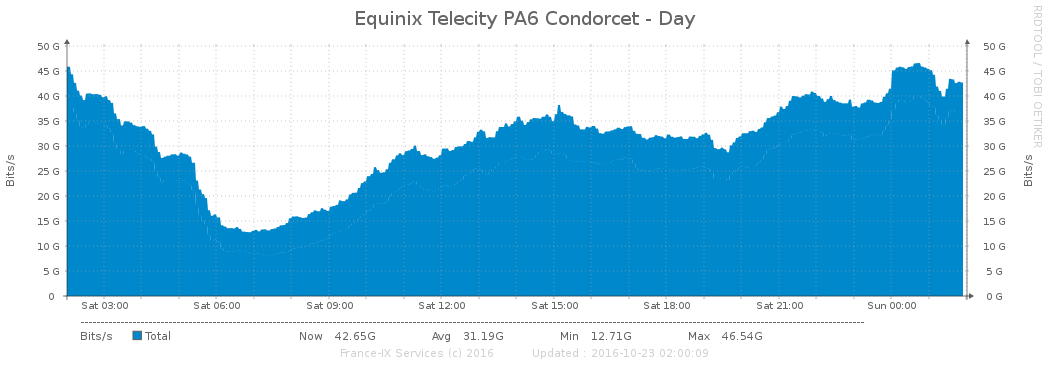 Equinix Telecity PA6 Condorcet - Day
RRDTOOL / TOBI OETIKER
50 G 50 G
45 G 45 G
40 G 40 G
35 G 35 G
30 G 30 G
25 G 25 G
20 G 20 G
15 G 15 G
10 G 10 G
5 G 5 G
0 0 G
Bits/s
Bits/s
Sat 03:00 Sat 06:00 Sat 09:00 Sat 12:00 Sat 15:00 Sat 18:00 Sat 21:00 Sun 00:00
Bits/s Total Now 42.65G Avg 31.19G Min 12.71G Max 46.54G
France-IX Services (c) 2016 Updated : 2016-10-23 02:00:09